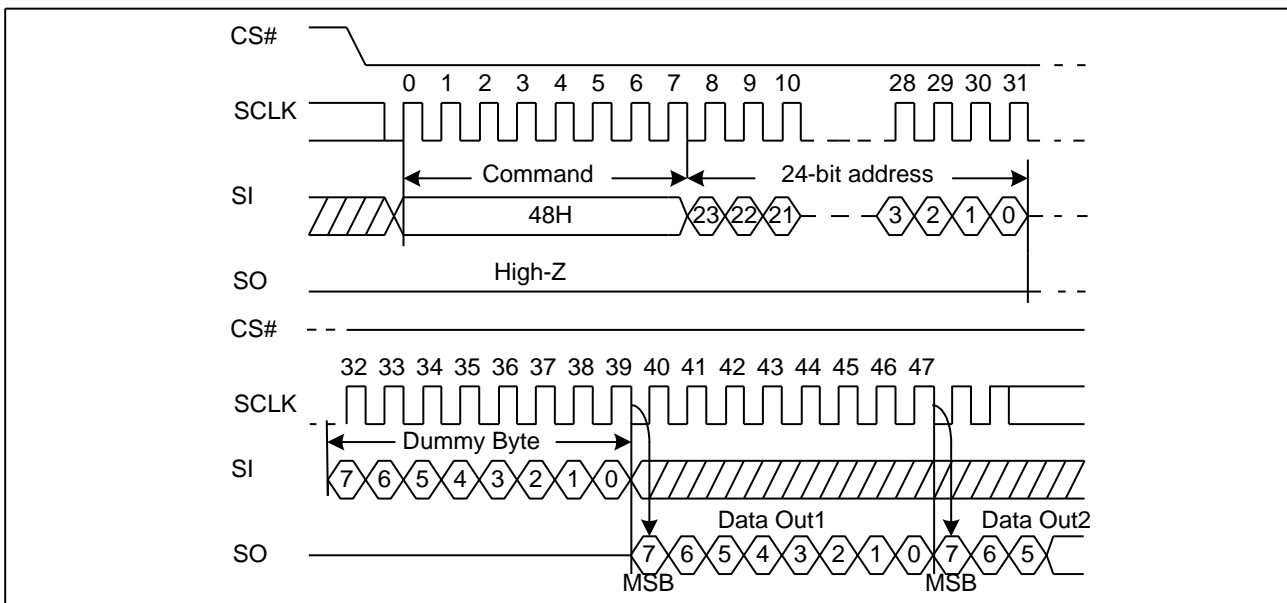 CS#
0 1 2 3 4 5 6 7 8 9 10 28 29 30 31
SCLK
Command 24-bit address
SI
48H 23 22 21 3 2 1 0
High-Z
SO
CS#
32 33 34 35 36 37 38 39 40 41 42 43 44 45 46 47
SCLK
Dummy Byte
SI
7 6 5 4 3 2 1 0
Data Out1 Data Out2
SO 7 6 5 4 3 2 1 0 7 6 5
MSB MSB